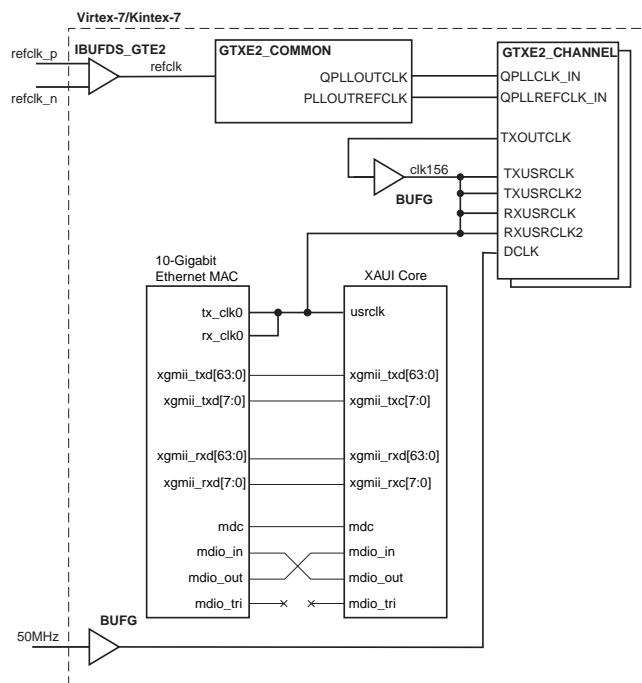 Virtex-7/Kintex-7
IBUFDS_GTE2
refclk_p
refclk_n
refclk
GTXE2_COMMON
QPLLOUTCLK
PLLOUTREFCLK
GTXE2_CHANNEL
QPLLCLK_IN
QPLLREFCLK_IN
TXOUTCLK
TXUSRCLK
TXUSRCLK2
RXUSRCLK
RXUSRCLK2
DCLK
clk156
BUFG
10-Gigabit
Ethernet MAC
tx_clk0
rx_clk0
xgmii_txd[63:0]
xgmii_txd[7:0]
xgmii_rxd[63:0]
xgmii_rxd[7:0]
mdc
mdio_in
mdio_out
mdio_tri
XAUI Core
usrclk
xgmii_txd[63:0]
xgmii_txc[7:0]
xgmii_rxd[63:0]
xgmii_rxc[7:0]
mdc
mdio_in
mdio_out
mdio_tri
BUFG
50MHz